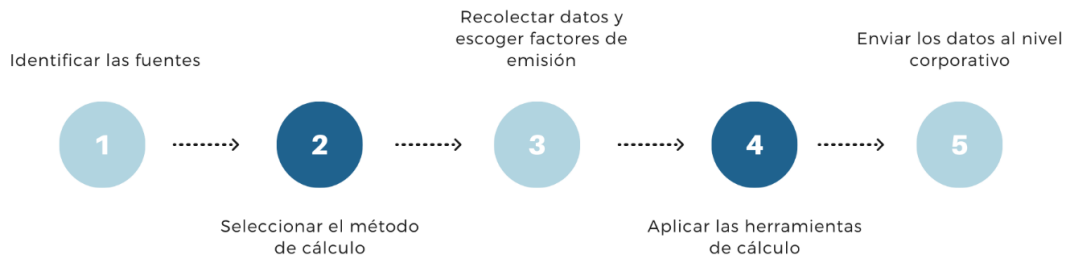 Identificar las fuentes
1
2
Seleccionar el método
de cálculo
Recolectar datos y
escoger factores de
emisión
3
4
Aplicar las herramientas
de cálculo
Enviar los datos al nivel
corporativo
5